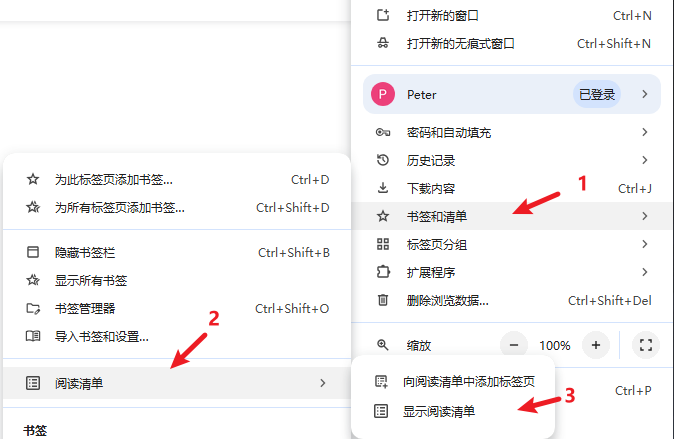 打开新的窗口 Ctrl+N
打开新的无痕式窗口 Ctrl+Shift+N
P Peter 已登录
密码和自动填充
历史记录
下载内容 Ctrl+J
书签和清单
1
标签页分组
扩展程序
删除浏览数据... Ctrl+Shift+Del
缩放 − 100% +
Ctrl+P
为此标签页添加书签... Ctrl+D
为所有标签页添加书签... Ctrl+Shift+D
隐藏书签栏 Ctrl+Shift+B
显示所有书签
书签管理器 Ctrl+Shift+O
导入书签和设置...
2
阅读清单
书签
向阅读清单中添加标签页
显示阅读清单
3